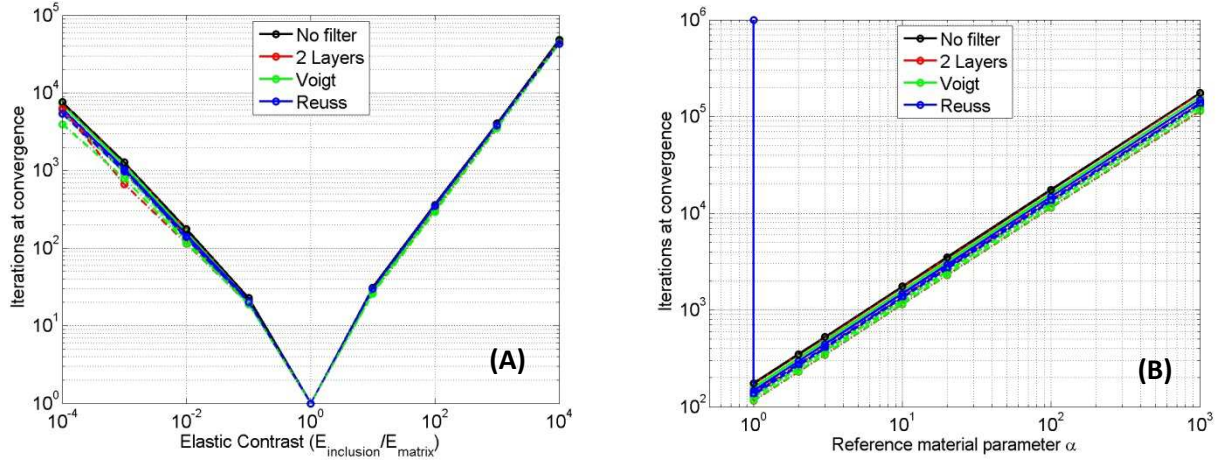 10^5
10^4
10^3
10^2
10^1
10^0
Iterstions at convergence
No filter
2 Layers
Voigt
Reuss
(A)
10^-4
10^-2
10^0
10^2
10^4
Elastic Contrast (E_inclusion/E_matrix)
10^6
10^5
10^4
10^3
10^2
Iterations at convergence
No filter
2 Layers
Voigt
Reuss
(B)
10^0
10^1
10^2
10^3
Reference material parameter α